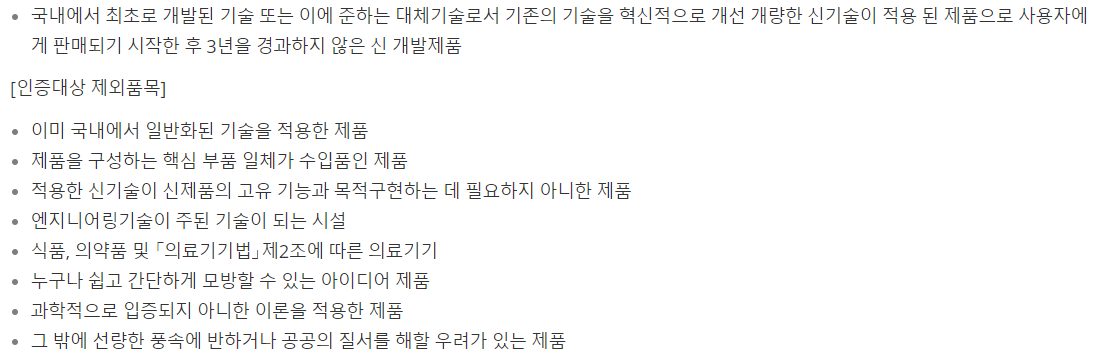 국내에서 최초로 개발된 기술 또는 이에 준하는 대체기술로서 기존의 기술을 혁신적으로 개선 개량한 신기술이 적용 된 제품으로 사용자에
게 판매되기 시작한 후 3년을 경과하지 않은 신 개발제품
[인증대상 제외품목]
이미 국내에서 일반화된 기술을 적용한 제품
제품을 구성하는 핵심 부품 일체가 수입품인 제품
적용한 신기술이 신제품의 고유 기능과 목적구현하는 데 필요하지 아니한 제품
엔지니어링기술이 주된 기술이 되는 시설
식품, 의약품 및 「의료기기법」제2조에 따른 의료기기
누구나 쉽고 간단하게 모방할 수 있는 아이디어 제품
과학적으로 입증되지 아니한 이론을 적용한 제품
그 밖에 선량한 풍속에 반하거나 공공의 질서를 해할 우려가 있는 제품